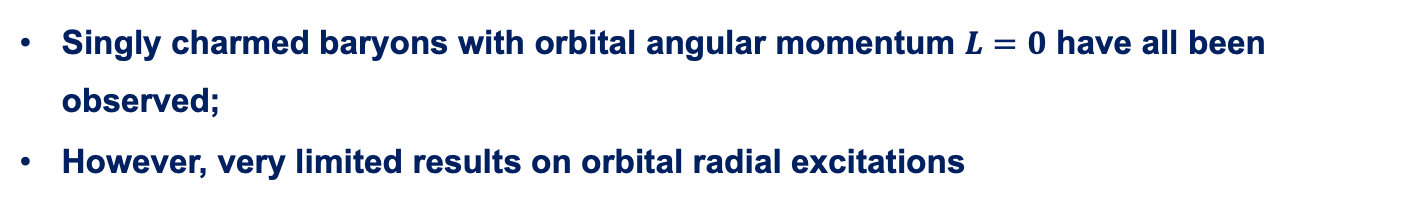 • Singly charmed baryons with orbital angular momentum L = 0 have all been
observed;
• However, very limited results on orbital radial excitations